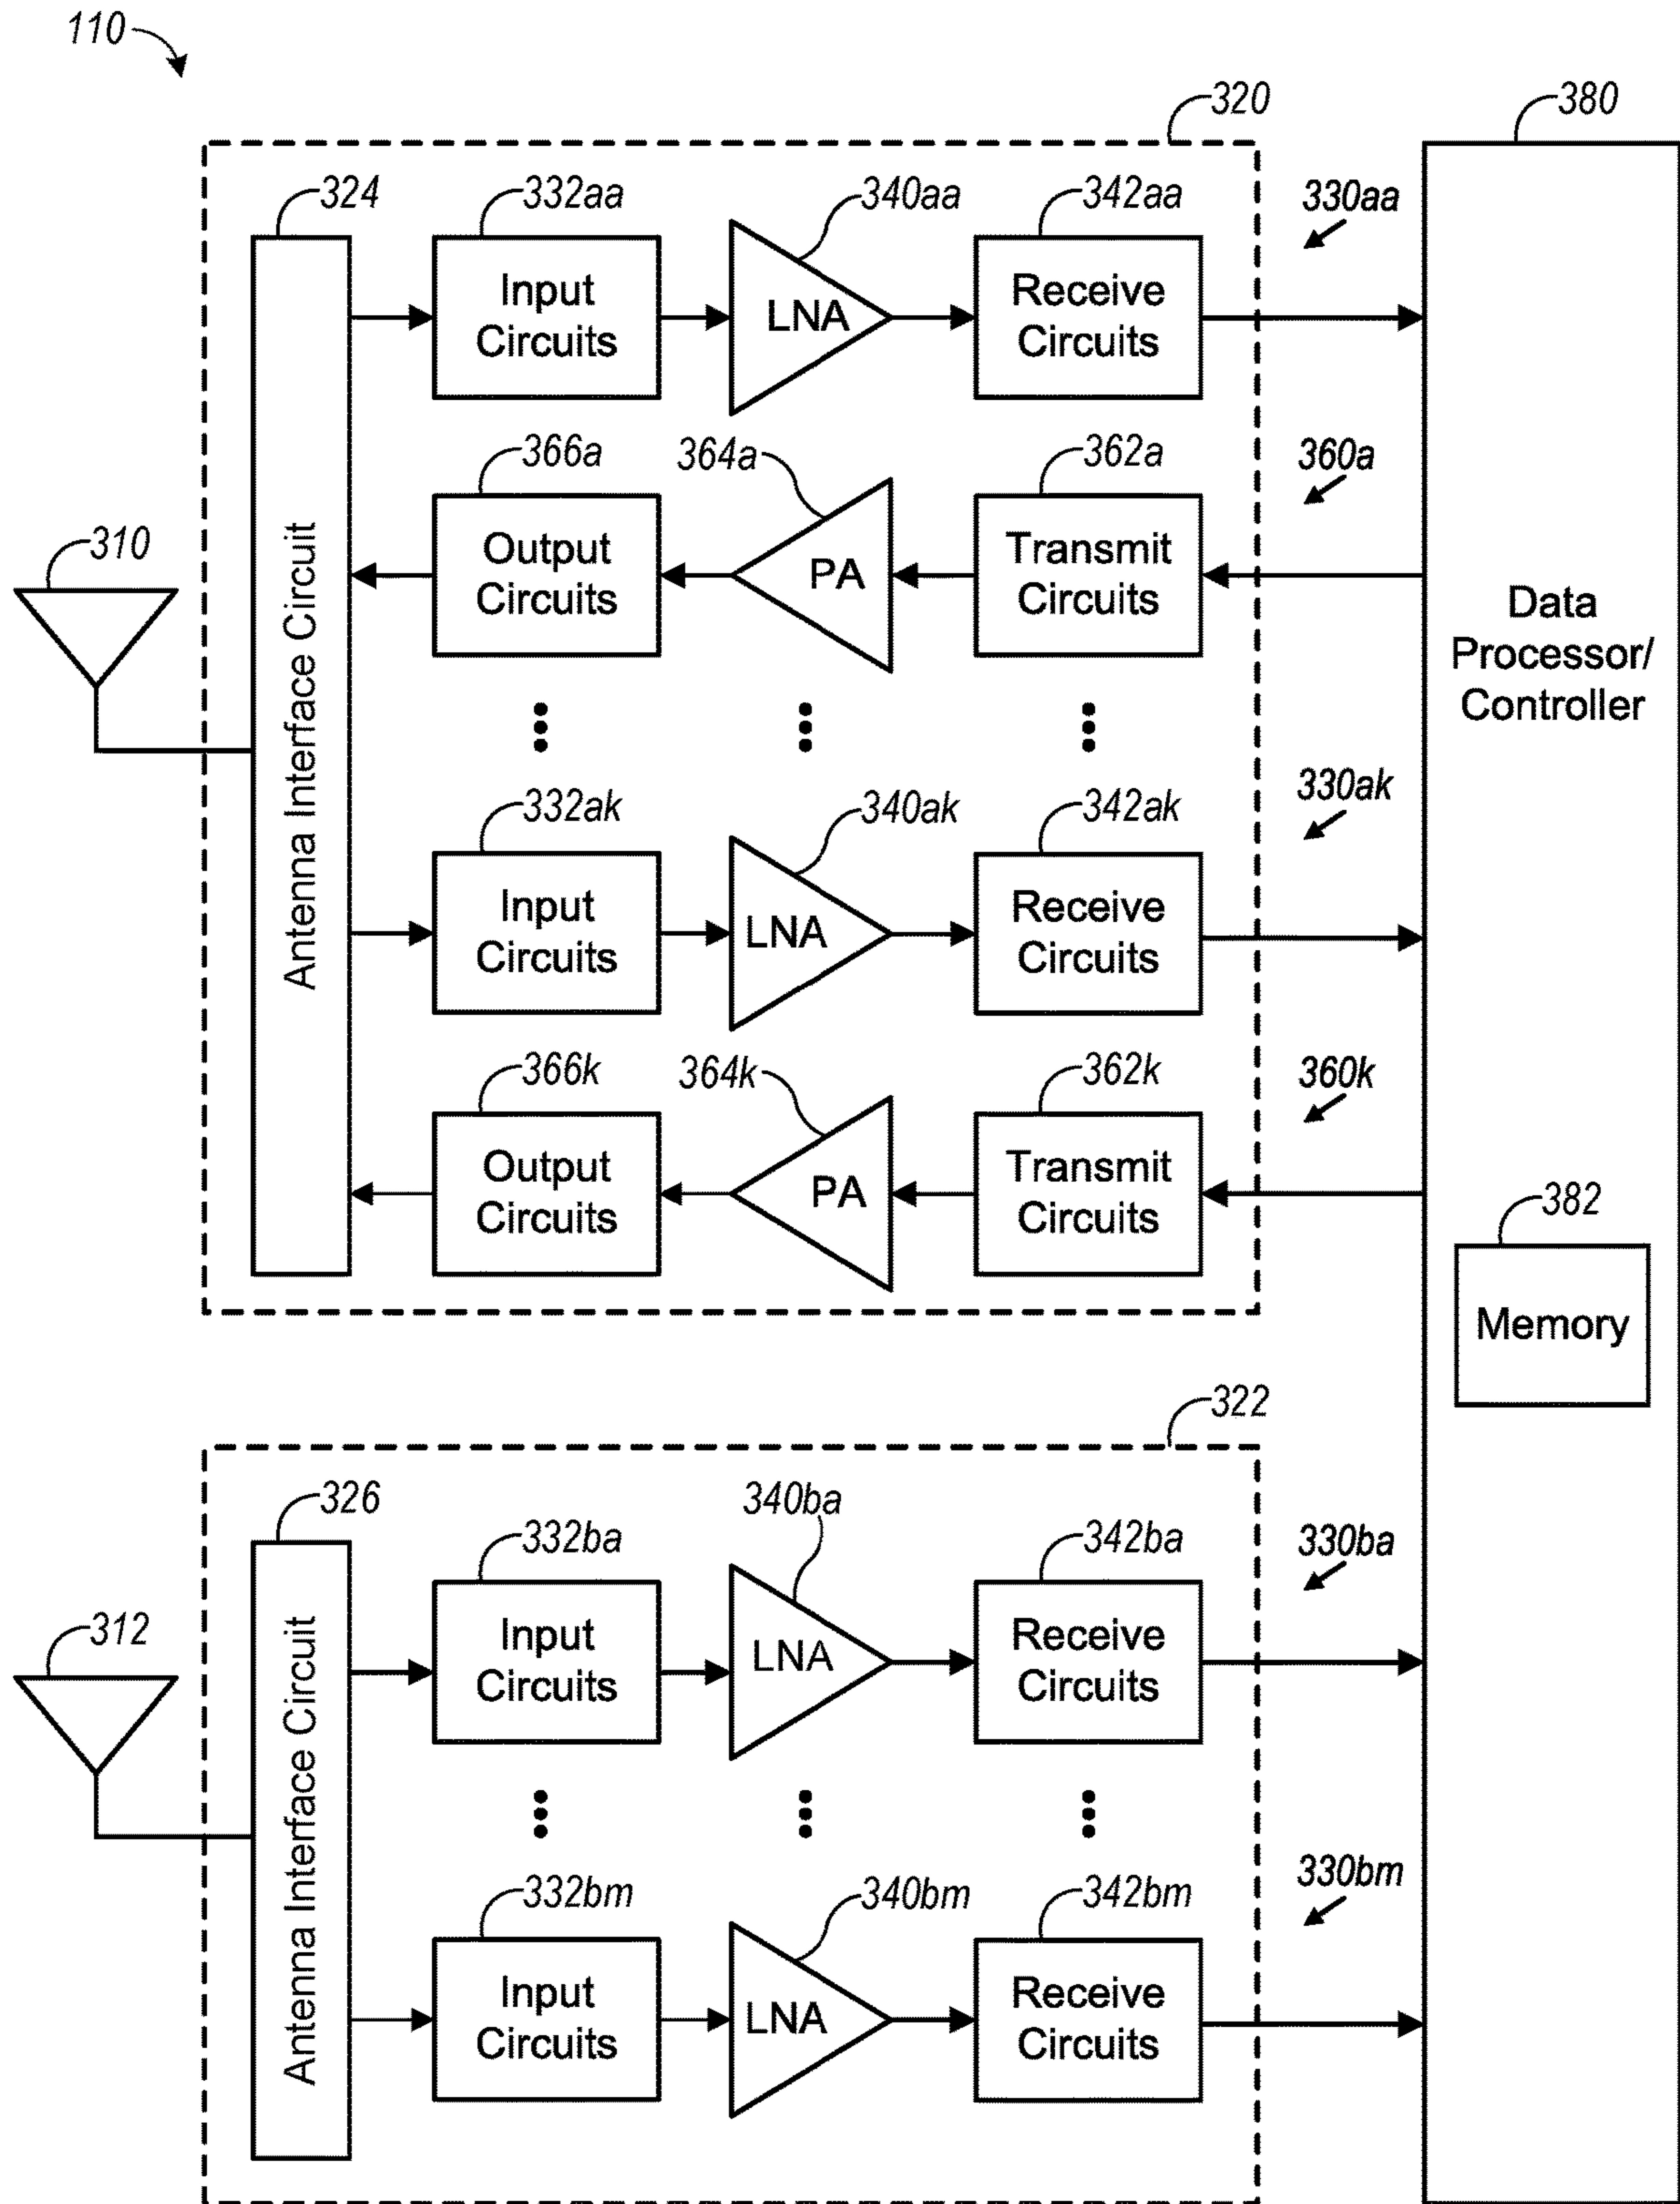 110
320
380
324
332aa
340aa
342aa
330aa
Input
Circuits
LNA
Receive
Circuits
366a
364a
362a
360a
310
Antenna Interface Circuit
Output
Circuits
PA
Transmit
Circuits
Data
Processor/
Controller
332ak
340ak
342ak
330ak
Input
Circuits
LNA
Receive
Circuits
366k
364k
362k
360k
Output
Circuits
PA
Transmit
Circuits
382
Memory
322
326
332ba
340ba
342ba
330ba
312
Antenna Interface Circuit
Input
Circuits
LNA
Receive
Circuits
332bm
340bm
342bm
330bm
Input
Circuits
LNA
Receive
Circuits